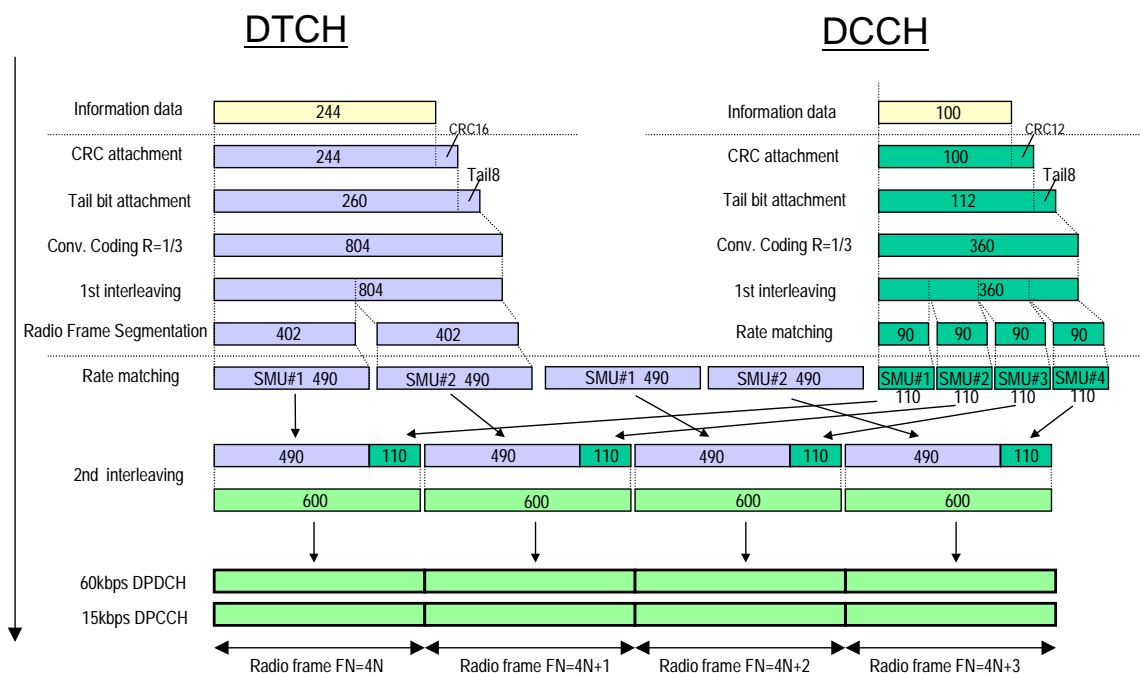 DTCH DCCH
Information data 244 Information data 100
CRC16 CRC12
CRC attachment 244 CRC attachment 100
Tail8 Tail8
Tail bit attachment 260 Tail bit attachment 112
Conv. Coding R=1/3 804 Conv. Coding R=1/3 360
1st interleaving 804 1st interleaving 360
Radio Frame Segmentation 402 402 Rate matching 90 90 90 90
Rate matching SMU#1 490 SMU#2 490 SMU#1 490 SMU#2 490 SMU#1 SMU#2 SMU#3 SMU#4
110 110 110 110
490 110 490 110 490 110 490 110
2nd interleaving
600 600 600 600
60kbps DPDCH
15kbps DPCCH
Radio frame FN=4N Radio frame FN=4N+1 Radio frame FN=4N+2 Radio frame FN=4N+3